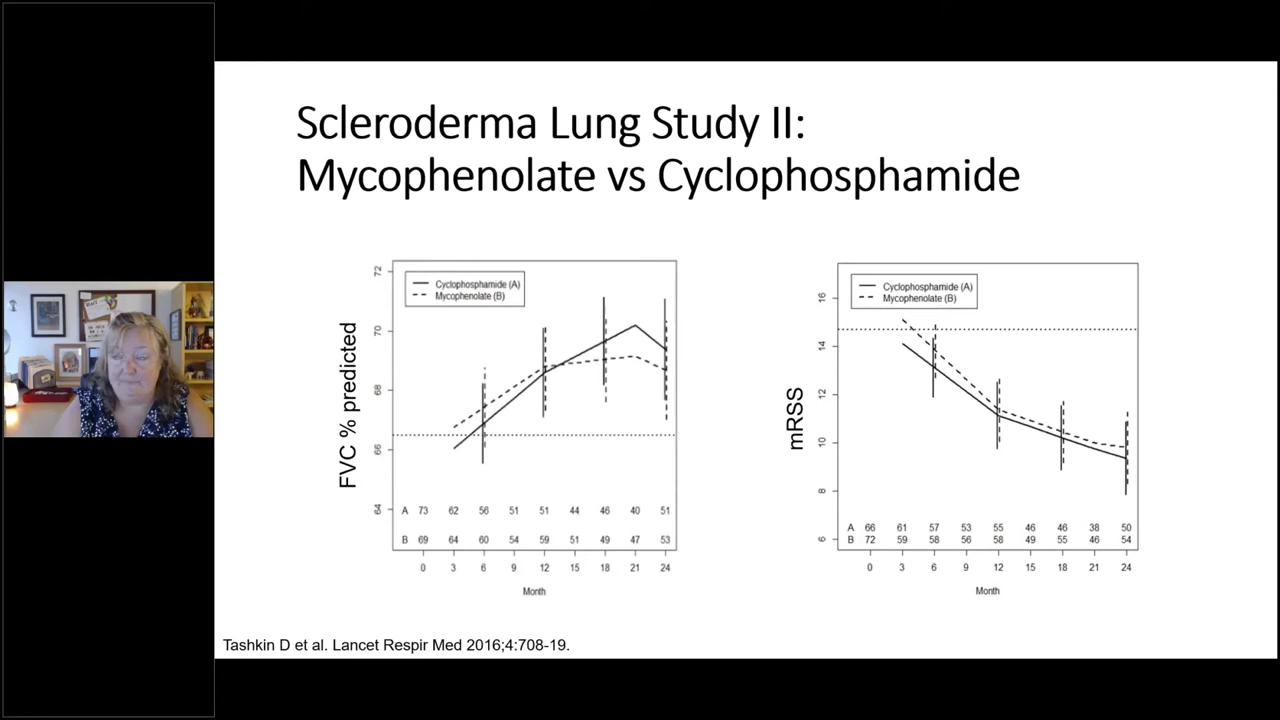 Scleroderma Lung Study II:
Mycophenolate vs Cyclophosphamide
FVC % predicted
72
70
68
66
64
Cyclophosphamide (A)
Mycophenolate (B)
A 73 62 56 51 51 44 46 40 51
B 69 64 60 54 59 51 49 47 53
0 3 6 9 12 15 18 21 24
Month
mRSS
16
14
12
10
8
6
Cyclophosphamide (A)
Mycophenolate (B)
A 66 61 57 53 55 46 46 38 50
B 72 59 58 56 58 49 55 46 54
0 3 6 9 12 15 18 21 24
Month
Tashkin D et al. Lancet Respir Med 2016;4:708-19.